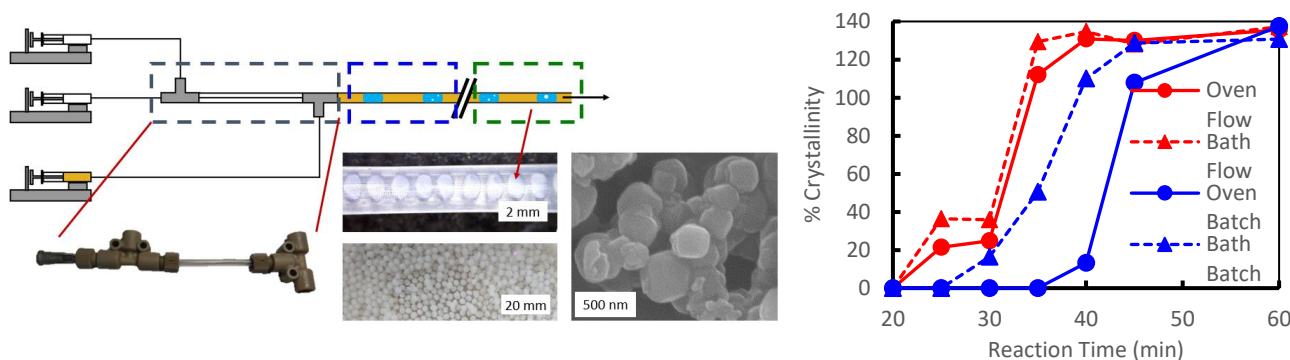 2 mm
20 mm
500 nm
140
120
100
80
60
40
20
0
% Crystallinity
Oven
Flow
Bath
Flow
Oven
Batch
Bath
Batch
20
30
40
50
60
Reaction Time (min)